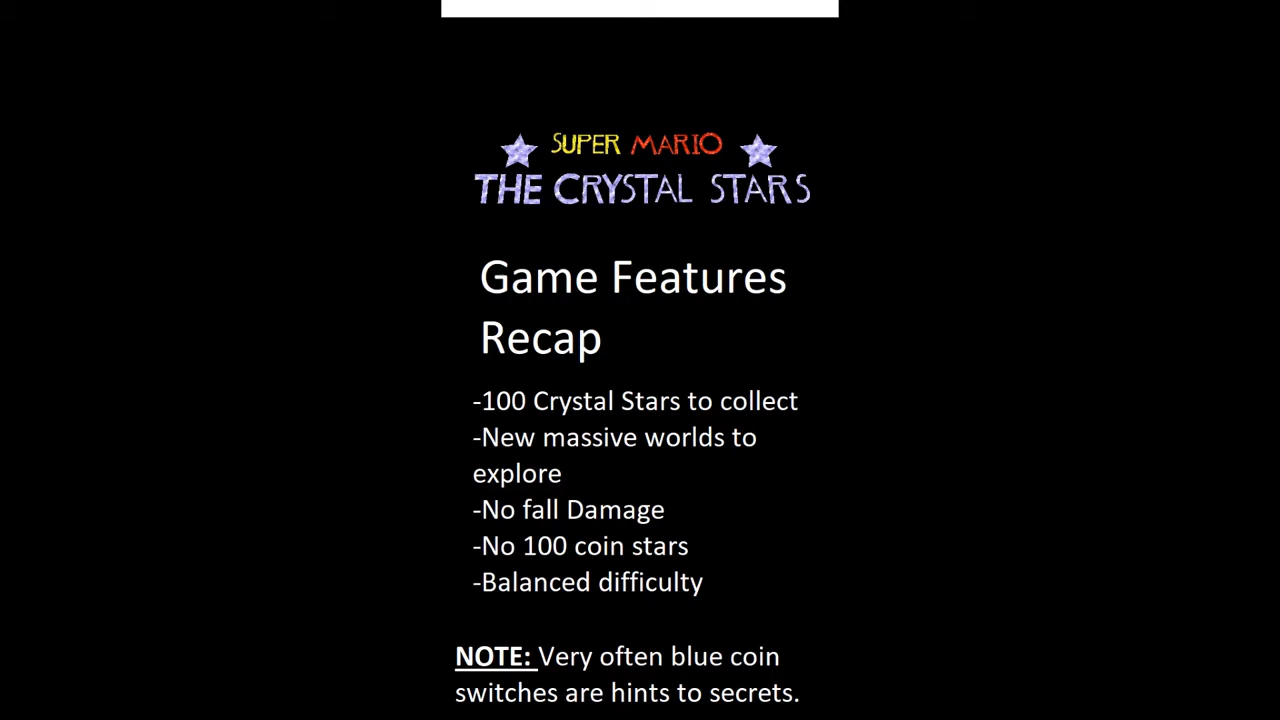 SUPER MARIO
THE CRYSTAL STARS
Game Features
Recap
-100 Crystal Stars to collect
-New massive worlds to
explore
-No fall Damage
-No 100 coin stars
-Balanced difficulty
NOTE: Very often blue coin
switches are hints to secrets.